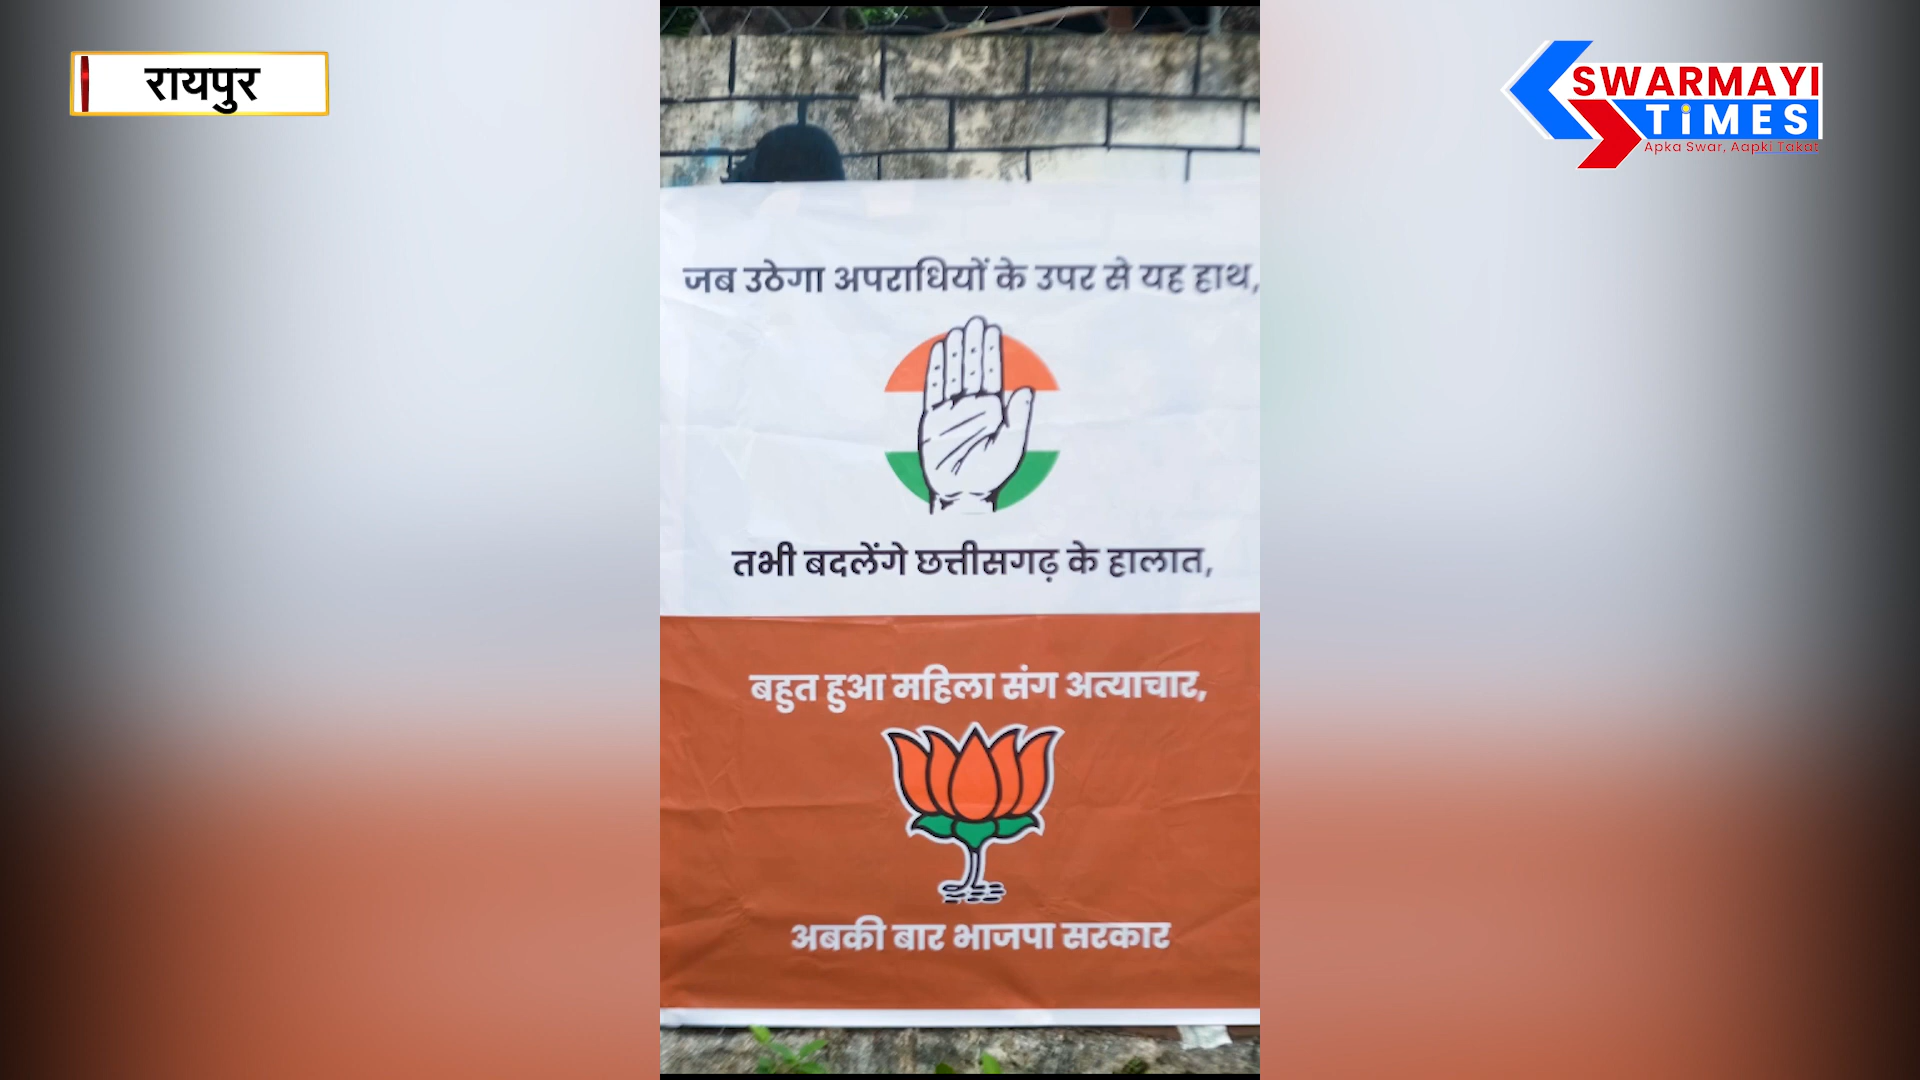 रायपुर
SWARMAYI
TiMES
Apka Swar, Aapki Takat
जब उठेगा अपराधियों के उपर से यह हाथ,
तभी बदलेंगे छत्तीसगढ़ के हालात,
बहुत हुआ महिला संग अत्याचार,
अबकी बार भाजपा सरकार